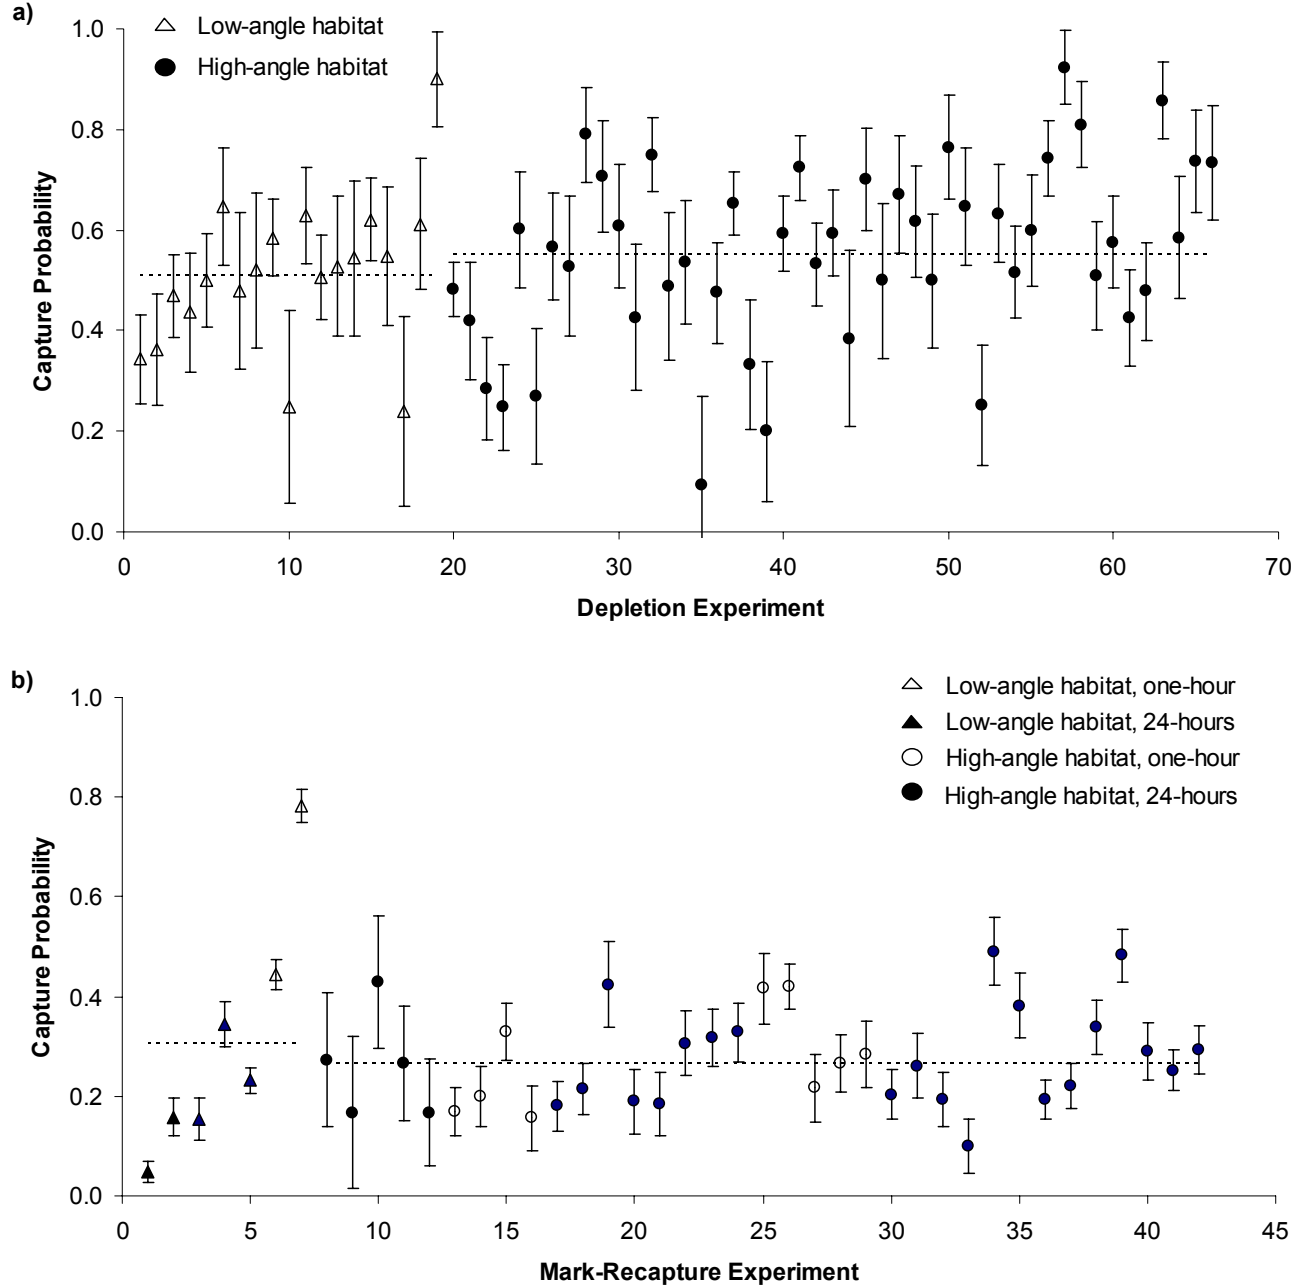 a)
1.0
Low-angle habitat
High-angle habitat
0.8
0.6
0.4
0.2
0.0
Capture Probability
0 10 20 30 40 50 60 70
Depletion Experiment
b)
1.0
Low-angle habitat, one-hour
Low-angle habitat, 24-hours
High-angle habitat, one-hour
High-angle habitat, 24-hours
0.8
0.6
0.4
0.2
0.0
Capture Probability
0 5 10 15 20 25 30 35 40 45
Mark-Recapture Experiment